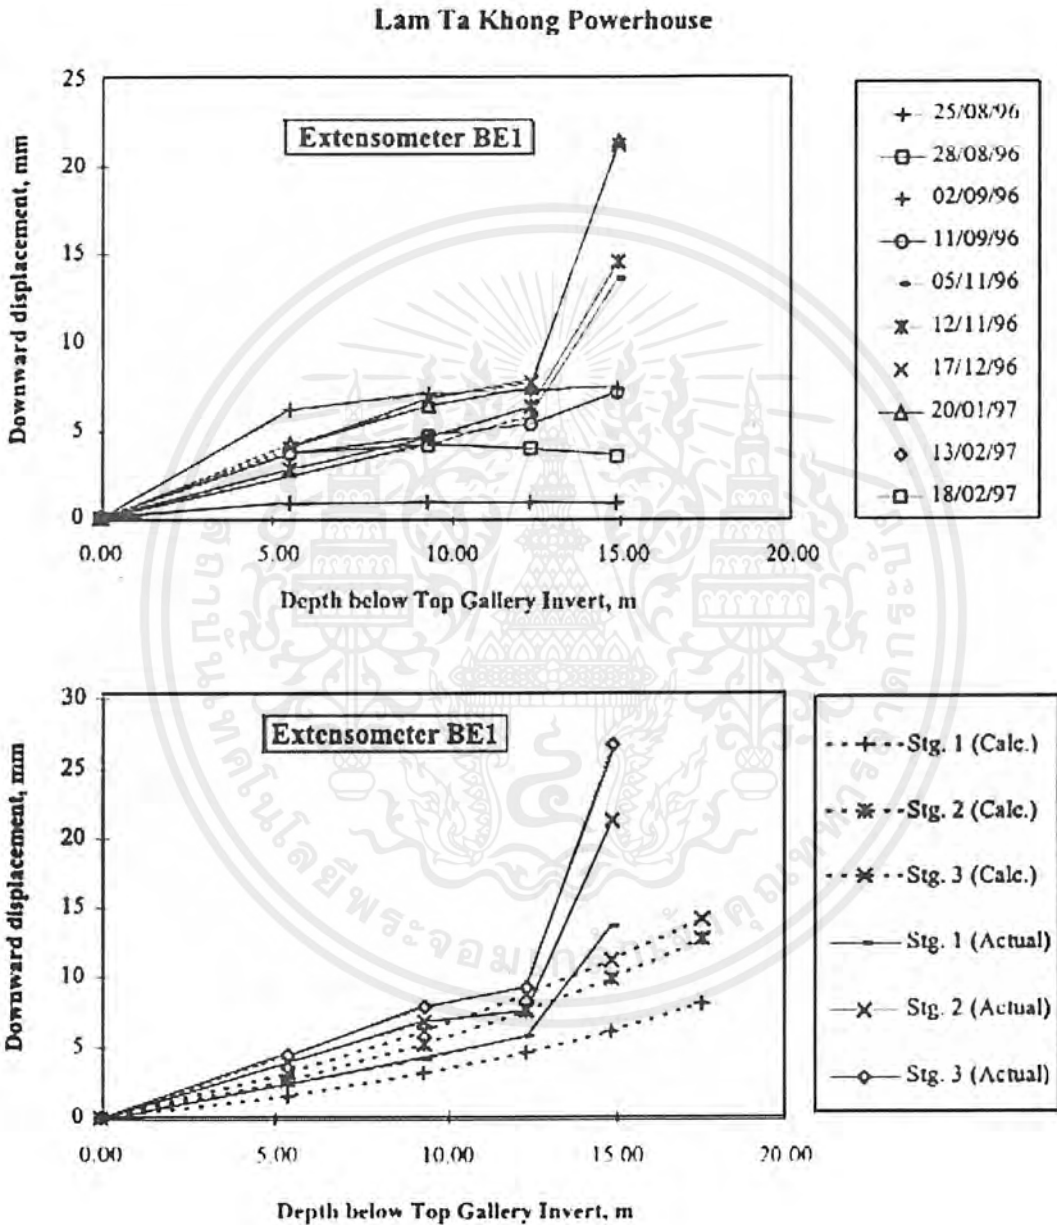 Lam Ta Khong Powerhouse
Extensometer BE1
Downward displacement, mm
25
20
15
10
5
0
0.00
5.00
10.00
15.00
20.00
Depth below Top Gallery Invert, m
25/08/96
28/08/96
02/09/96
11/09/96
05/11/96
12/11/96
17/12/96
20/01/97
13/02/97
18/02/97
Extensometer BE1
Downward displacement, mm
30
25
20
15
10
5
0
0.00
5.00
10.00
15.00
20.00
Depth below Top Gallery Invert, m
Stg. 1 (Calc.)
Stg. 2 (Calc.)
Stg. 3 (Calc.)
Stg. 1 (Actual)
Stg. 2 (Actual)
Stg. 3 (Actual)